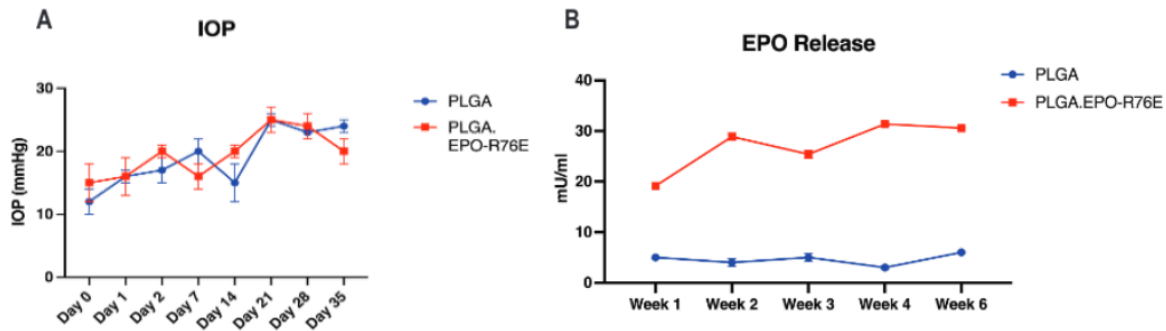 A
IOP
IOP (mmHg)
30
20
10
0
Day 0
Day 1
Day 2
Day 7
Day 14
Day 21
Day 28
Day 35
PLGA
PLGA.
EPO-R76E
B
EPO Release
mU/ml
40
30
20
10
0
Week 1
Week 2
Week 3
Week 4
Week 6
PLGA
PLGA.EPO-R76E